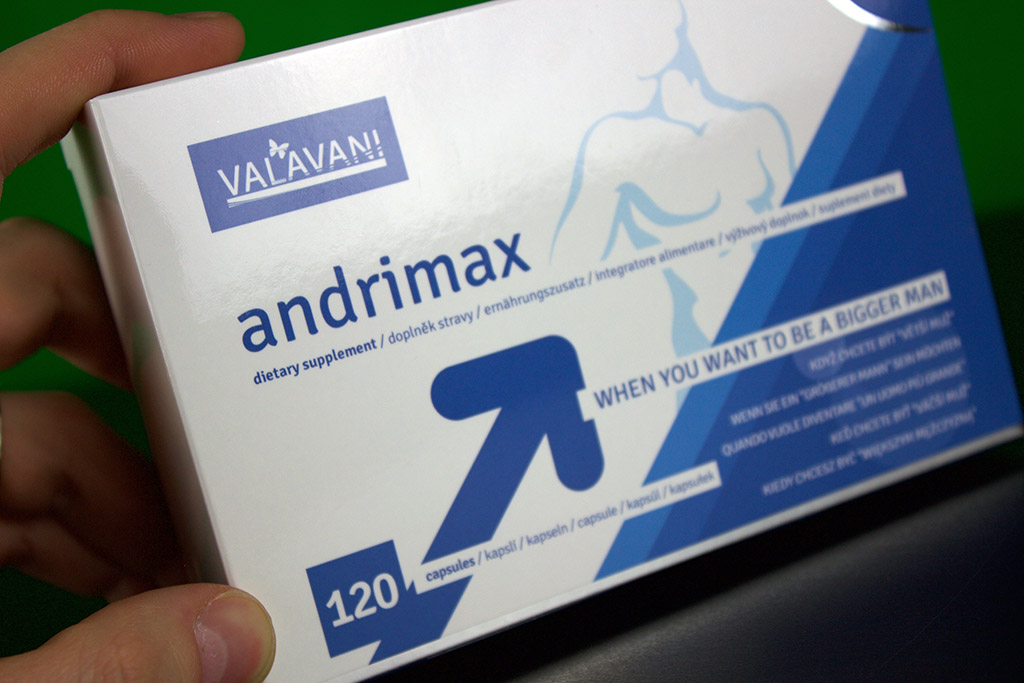 VALAVANI
andrimax
dietary supplement / doplněk stravy / ernährungszusatz / integratore alimentare / výživový doplnok / suplement diety
WHEN YOU WANT TO BE A BIGGER MAN
KDYŽ CHCETE BÝT "VĚTŠÍ MUŽ"
WENN SIE EIN "GRÖSSERER MANN" SEIN MÖCHTEN
QUANDO VUOLE DIVENTARE "UN UOMO PIÙ GRANDE"
KEĎ CHCETE BYŤ "VÄČŠÍ MUŽ"
KIEDY CHCESZ BYĆ "WIĘKSZYM MĘŻCZYZNĄ"
120 capsules / kapslí / kapseln / capsule / kapsúl / kapsułek